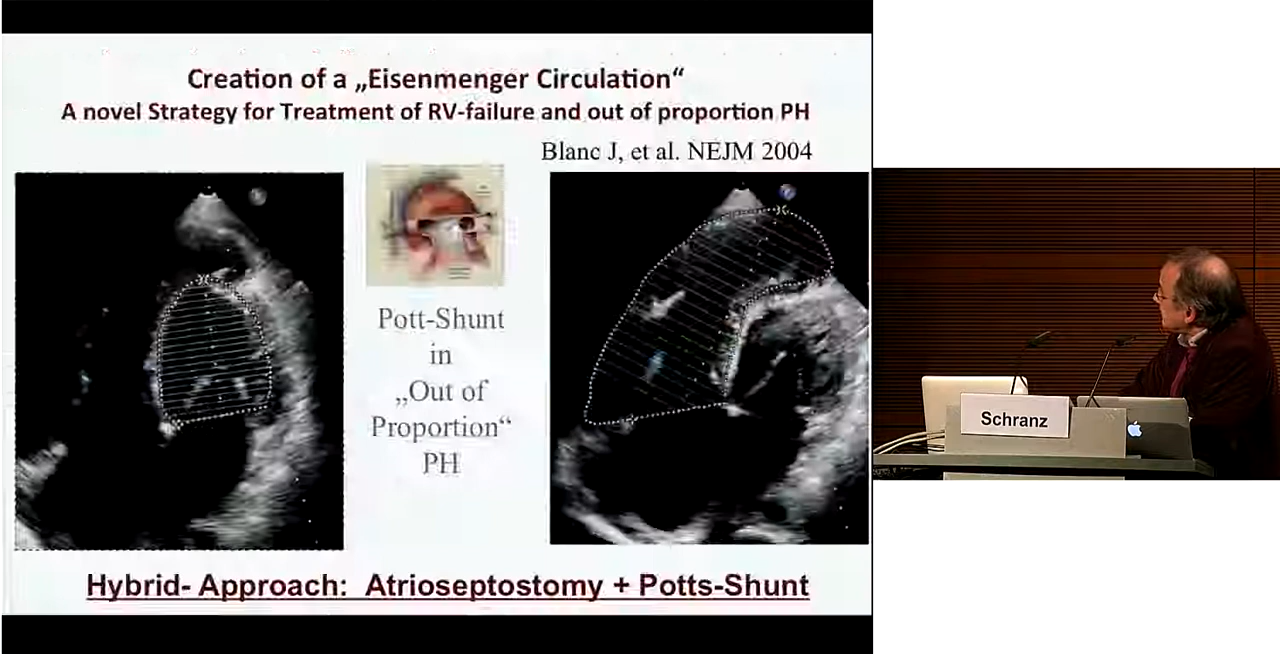 Creation of a „Eisenmenger Circulation“
A novel Strategy for Treatment of RV-failure and out of proportion PH
Blanc J, et al. NEJM 2004
Pott-Shunt
in
„Out of
Proportion“
PH
Hybrid- Approach: Atrioseptostomy + Potts-Shunt
Schranz